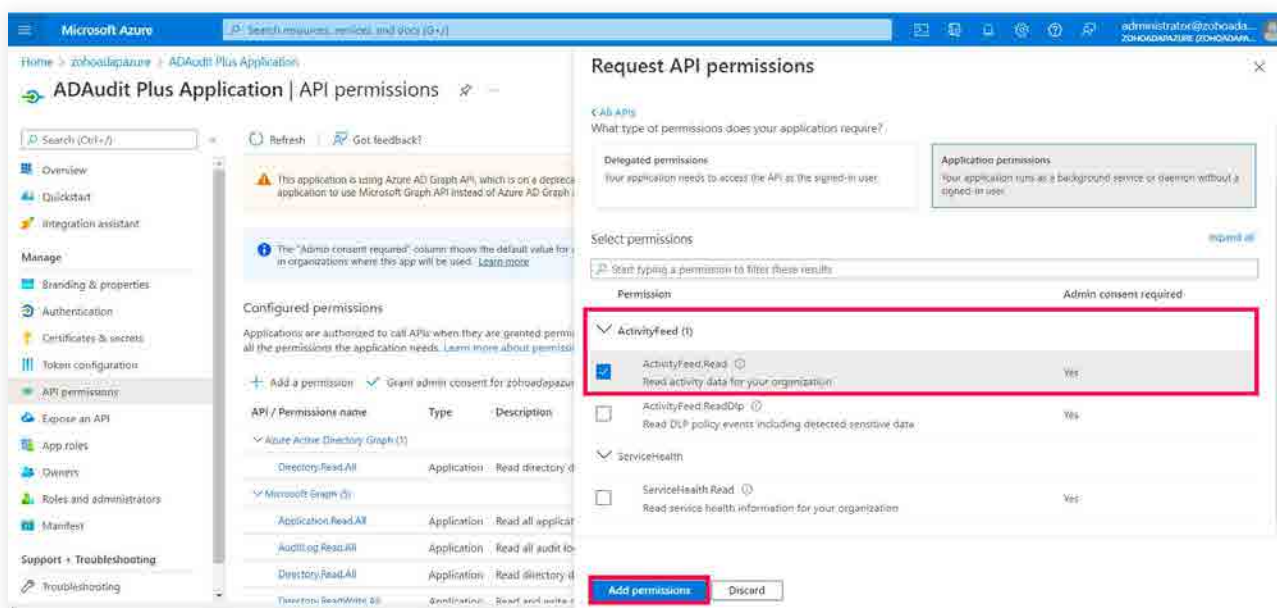 Microsoft Azure
Search resources, services, and docs (G+/)
administrator@zohoada...
ZOHOADAPAZURE (ZOHOADAPA...
Home > zohoadapazure > ADAudit Plus Application
ADAudit Plus Application | API permissions
Search (Ctrl+/)
Overview
Quickstart
Integration assistant
Manage
Branding & properties
Authentication
Certificates & secrets
Token configuration
API permissions
Expose an API
App roles
Owners
Roles and administrators
Manifest
Support + Troubleshooting
Troubleshooting
Refresh
Got feedback?
This application is using Azure AD Graph API, which is on a depreca
application to use Microsoft Graph API instead of Azure AD Graph
The "Admin consent required" column shows the default value for
in organizations where this app will be used. Learn more
Configured permissions
Applications are authorized to call APIs when they are granted permi
all the permissions the application needs. Learn more about permissi
Add a permission
Grant admin consent for zohoadapazur
API / Permissions name Type Description
Azure Active Directory Graph (1)
Directory.Read.All Application Read directory d
Microsoft Graph (5)
Application.Read.All Application Read all applicat
AuditLog.Read.All Application Read all audit lo
Directory.Read.All Application Read directory d
Directory.ReadWrite.All Application Read and write
Request API permissions
All APIs
What type of permissions does your application require?
Delegated permissions
Your application needs to access the API as the signed-in user.
Application permissions
Your application runs as a background service or daemon without a
signed-in user.
Select permissions
expand all
Start typing a permission to filter these results
Permission Admin consent required
ActivityFeed (1)
ActivityFeed.Read
Read activity data for your organization
Yes
ActivityFeed.ReadDlp
Read DLP policy events including detected sensitive data
Yes
ServiceHealth
ServiceHealth.Read
Read service health information for your organization
Yes
Add permissions
Discard